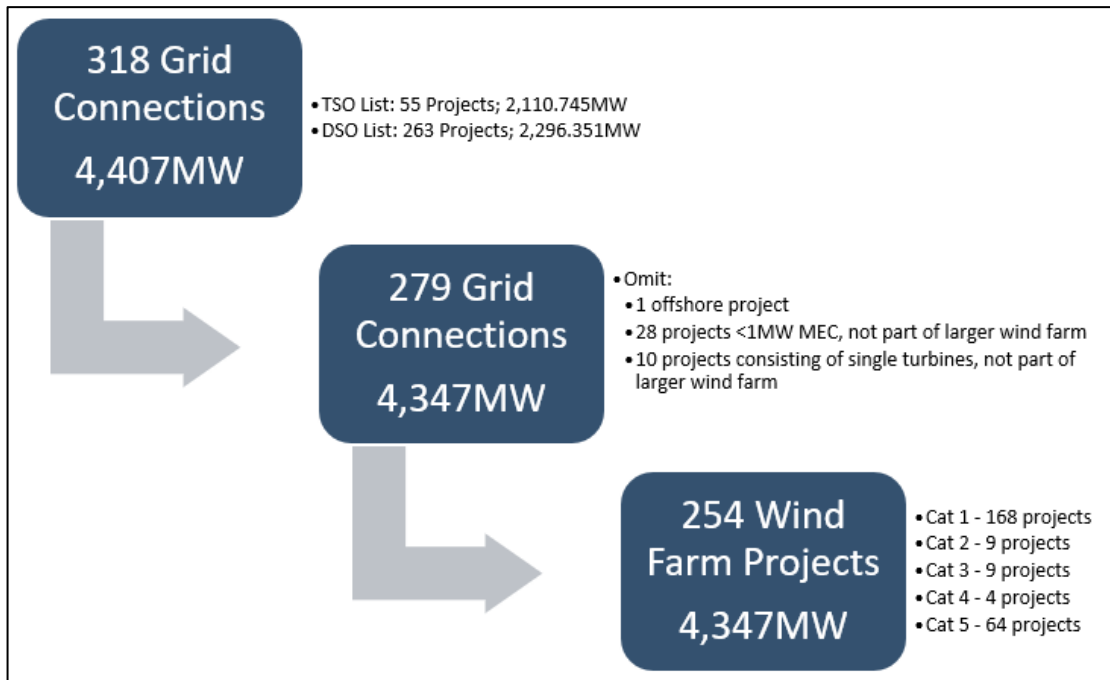 318 Grid
Connections
4,407MW
•TSO List: 55 Projects; 2,110.745MW
•DSO List: 263 Projects; 2,296.351MW
279 Grid
Connections
4,347MW
•Omit:
•1 offshore project
•28 projects <1MW MEC, not part of larger wind farm
•10 projects consisting of single turbines, not part of
larger wind farm
254 Wind
Farm Projects
4,347MW
•Cat 1 - 168 projects
•Cat 2 - 9 projects
•Cat 3 - 9 projects
•Cat 4 - 4 projects
•Cat 5 - 64 projects